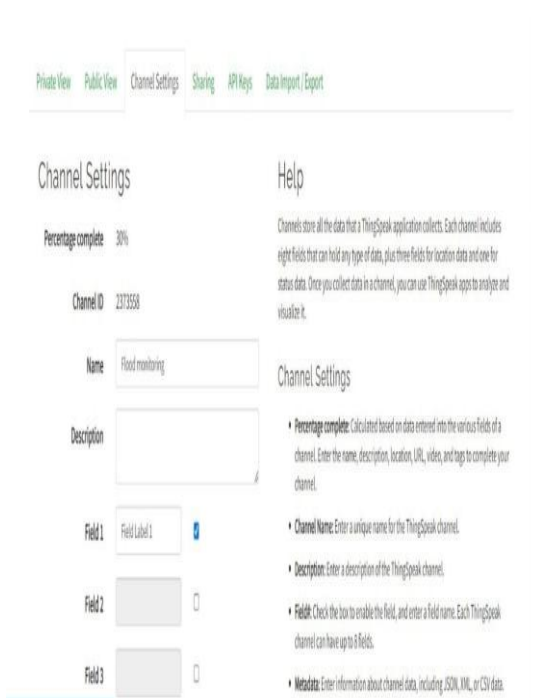 Private View Public View Channel Settings Sharing API Keys Data Import / Export
Channel Settings
Percentage complete 30%
Channel ID 2373558
Name Flood monitoring
Description
Field 1 Field Label 1
Field 2
Field 3
Help
Channels store all the data that a ThingSpeak application collects. Each channel includes
eight fields that can hold any type of data, plus three fields for location data and one for
status data. Once you collect data in a channel, you can use ThingSpeak apps to analyze and
visualize it.
Channel Settings
• Percentage complete: Calculated based on data entered into the various fields of a
channel. Enter the name, description, location, URL, video, and tags to complete your
channel.
• Channel Name: Enter a unique name for the ThingSpeak channel.
• Description: Enter a description of the ThingSpeak channel.
• Field#: Check the box to enable the field, and enter a field name. Each ThingSpeak
channel can have up to 8 fields.
• Metadata: Enter information about channel data, including JSON, XML, or CSV data.